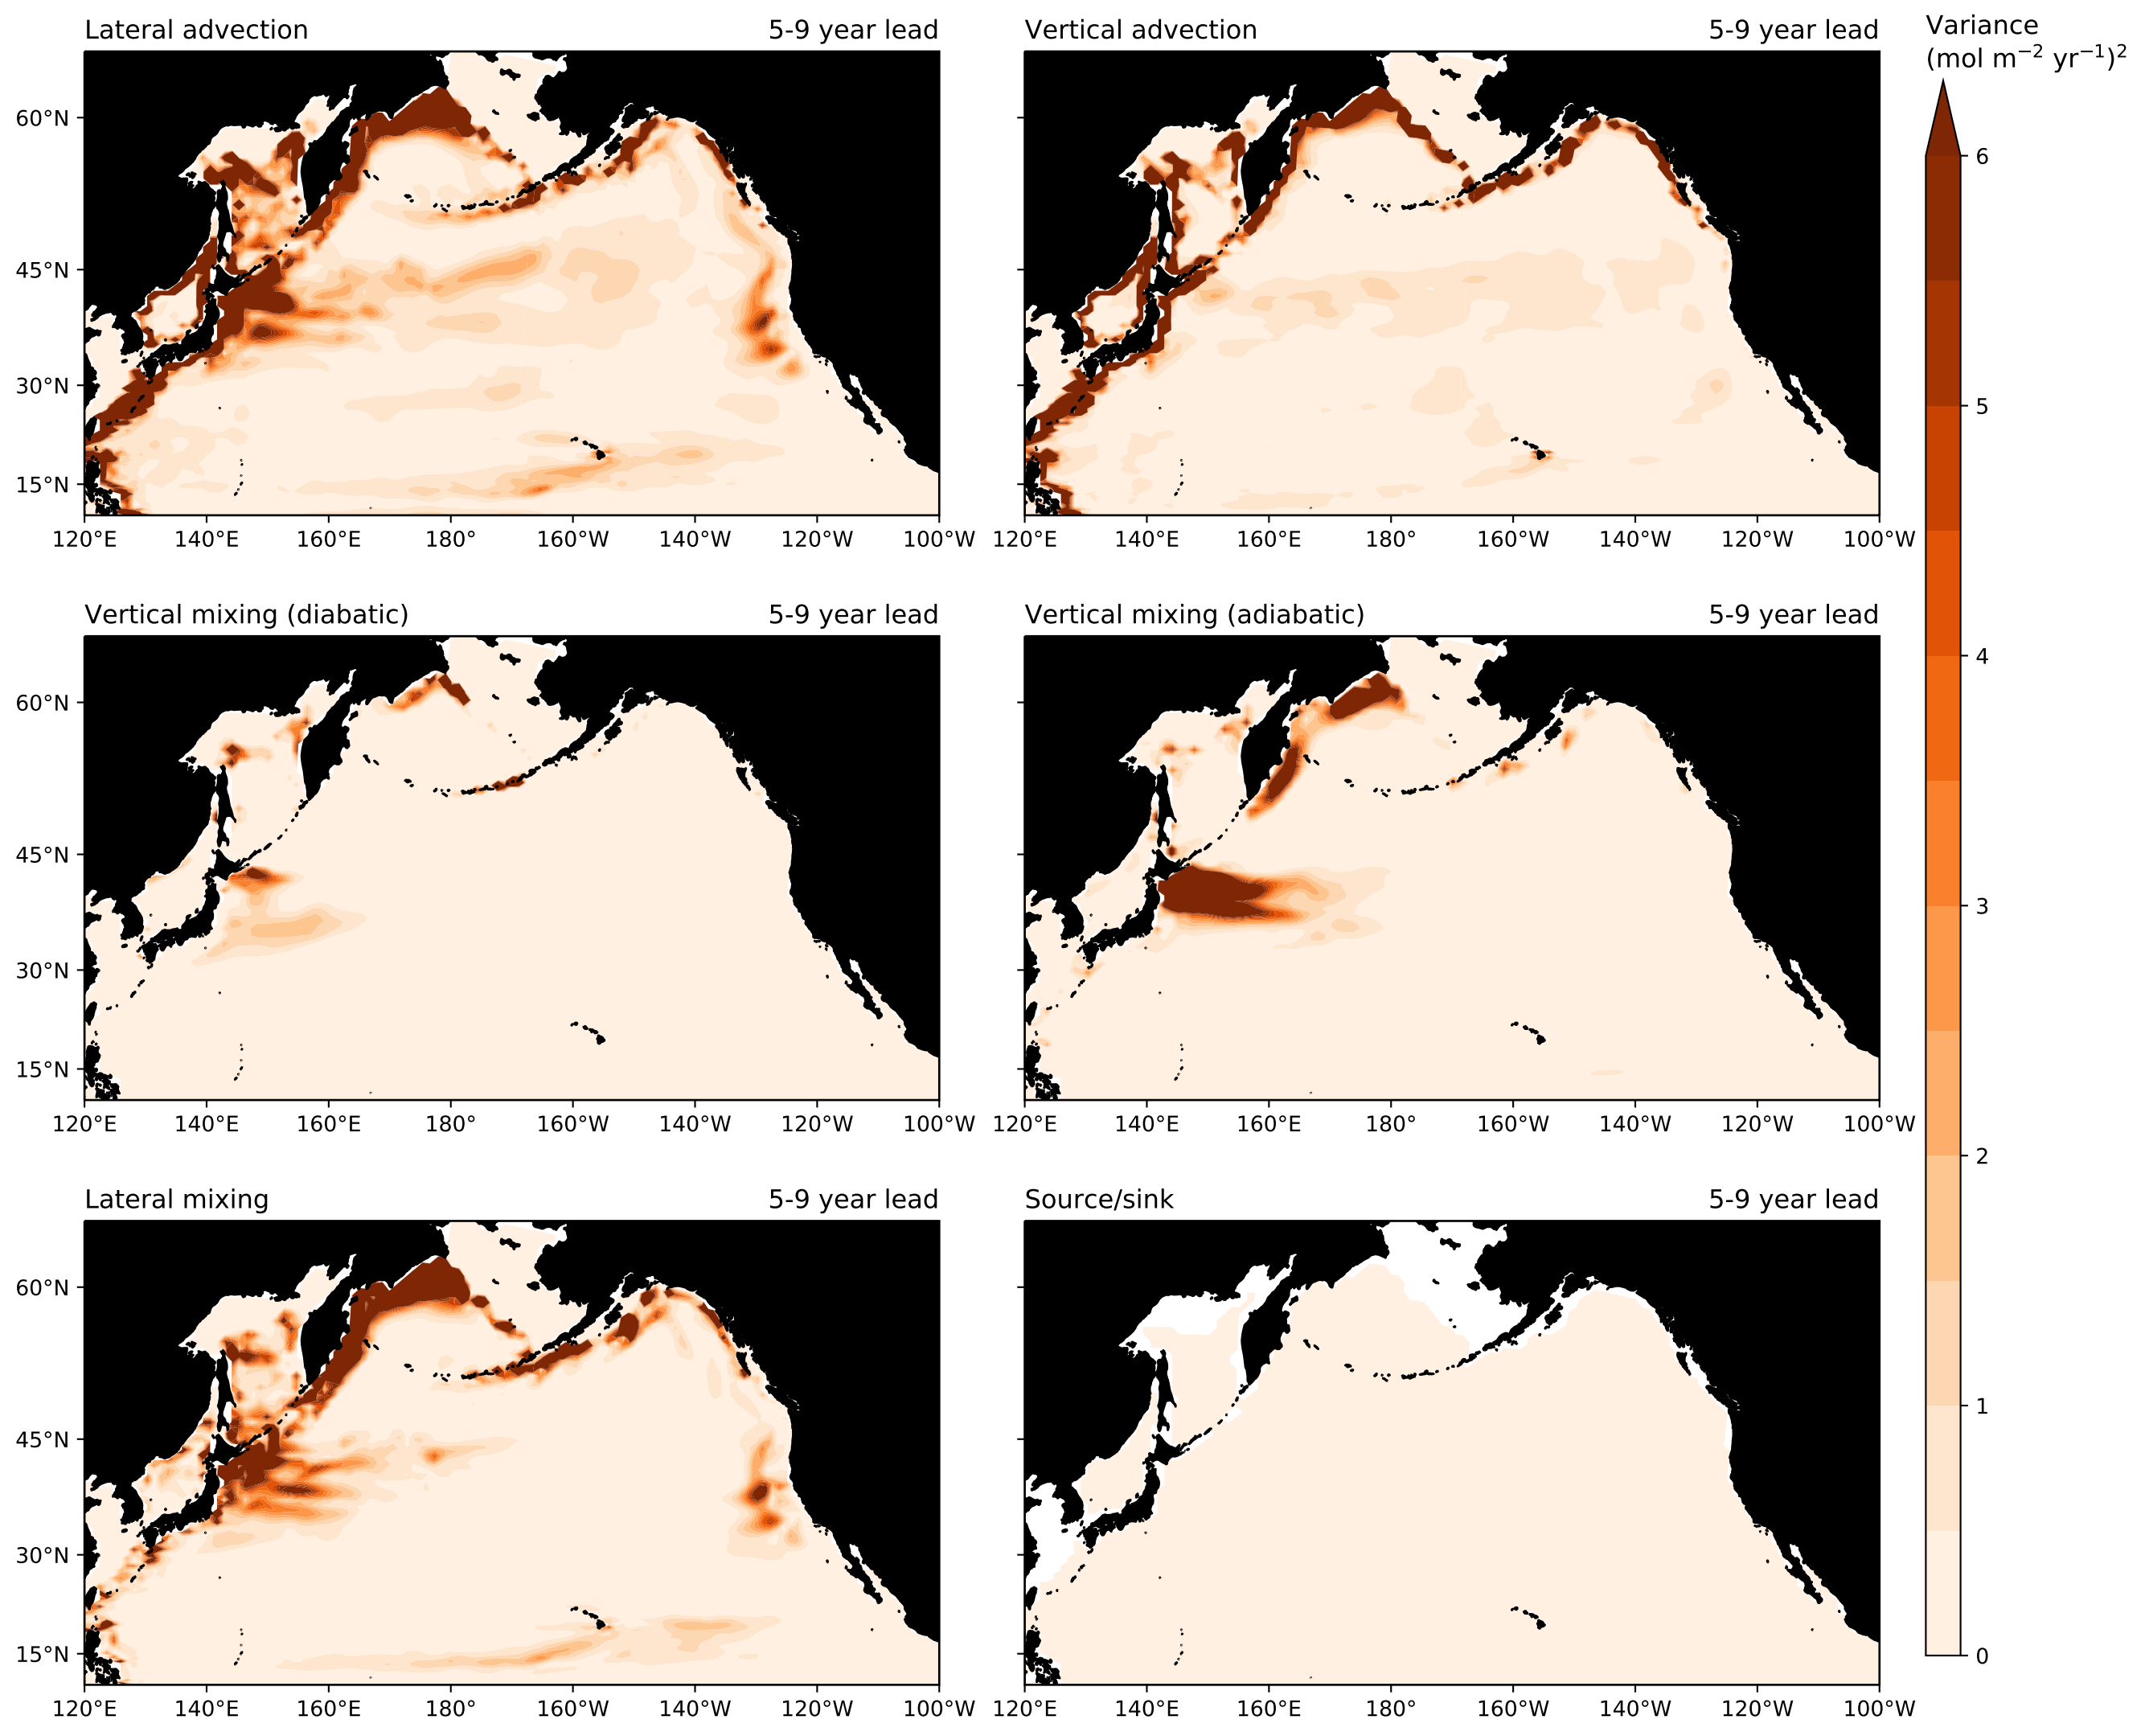 Lateral advection 5-9 year lead
Vertical advection 5-9 year lead
Variance
(mol m⁻² yr⁻¹)²
60°N
45°N
30°N
15°N
120°E 140°E 160°E 180° 160°W 140°W 120°W 100°W
120°E 140°E 160°E 180° 160°W 140°W 120°W 100°W
Vertical mixing (diabatic) 5-9 year lead
Vertical mixing (adiabatic) 5-9 year lead
60°N
45°N
30°N
15°N
120°E 140°E 160°E 180° 160°W 140°W 120°W 100°W
120°E 140°E 160°E 180° 160°W 140°W 120°W 100°W
Lateral mixing 5-9 year lead
Source/sink 5-9 year lead
60°N
45°N
30°N
15°N
120°E 140°E 160°E 180° 160°W 140°W 120°W 100°W
120°E 140°E 160°E 180° 160°W 140°W 120°W 100°W
6
5
4
3
2
1
0